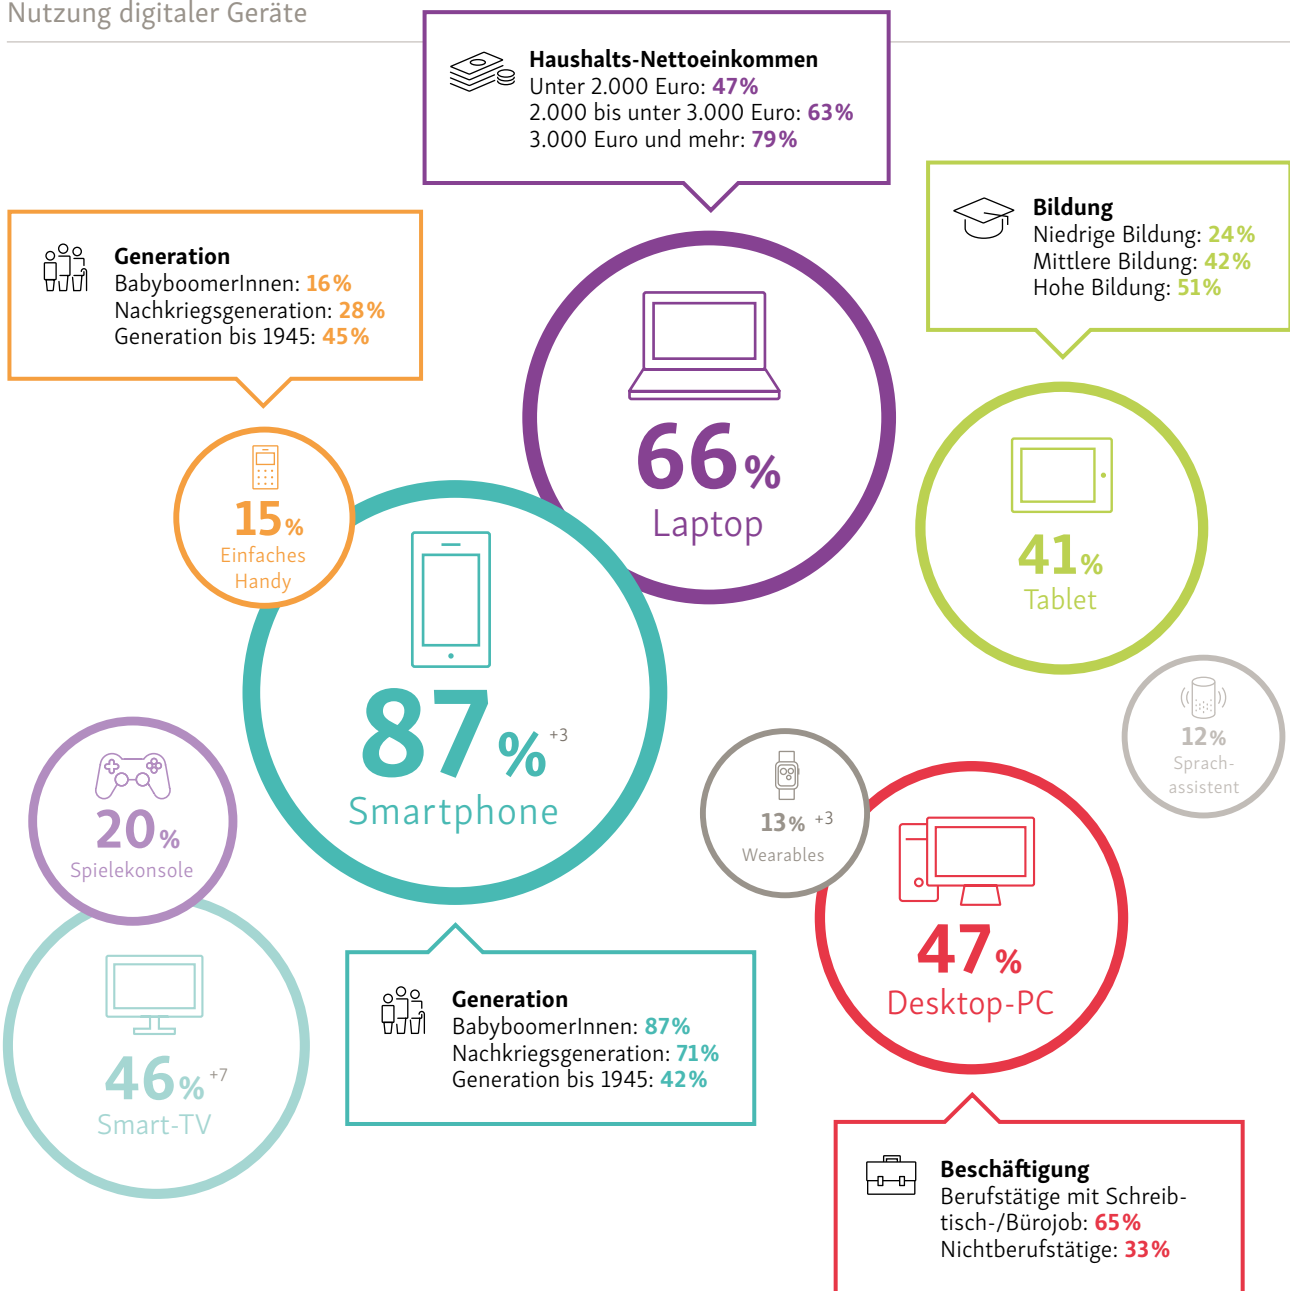 Nutzung digitaler Geräte
Haushalts-Nettoeinkommen
Unter 2.000 Euro: 47%
2.000 bis unter 3.000 Euro: 63%
3.000 Euro und mehr: 79%
Bildung
Niedrige Bildung: 24%
Mittlere Bildung: 42%
Hohe Bildung: 51%
Generation
BabyboomerInnen: 16%
Nachkriegsgeneration: 28%
Generation bis 1945: 45%
66%
Laptop
15%
Einfaches
Handy
41%
Tablet
87% +3
Smartphone
12%
Sprach-
assistent
20%
Spielekonsole
13% +3
Wearables
47%
Desktop-PC
46% +7
Smart-TV
Generation
BabyboomerInnen: 87%
Nachkriegsgeneration: 71%
Generation bis 1945: 42%
Beschäftigung
Berufstätige mit Schreib-
tisch-/Bürojob: 65%
Nichtberufstätige: 33%